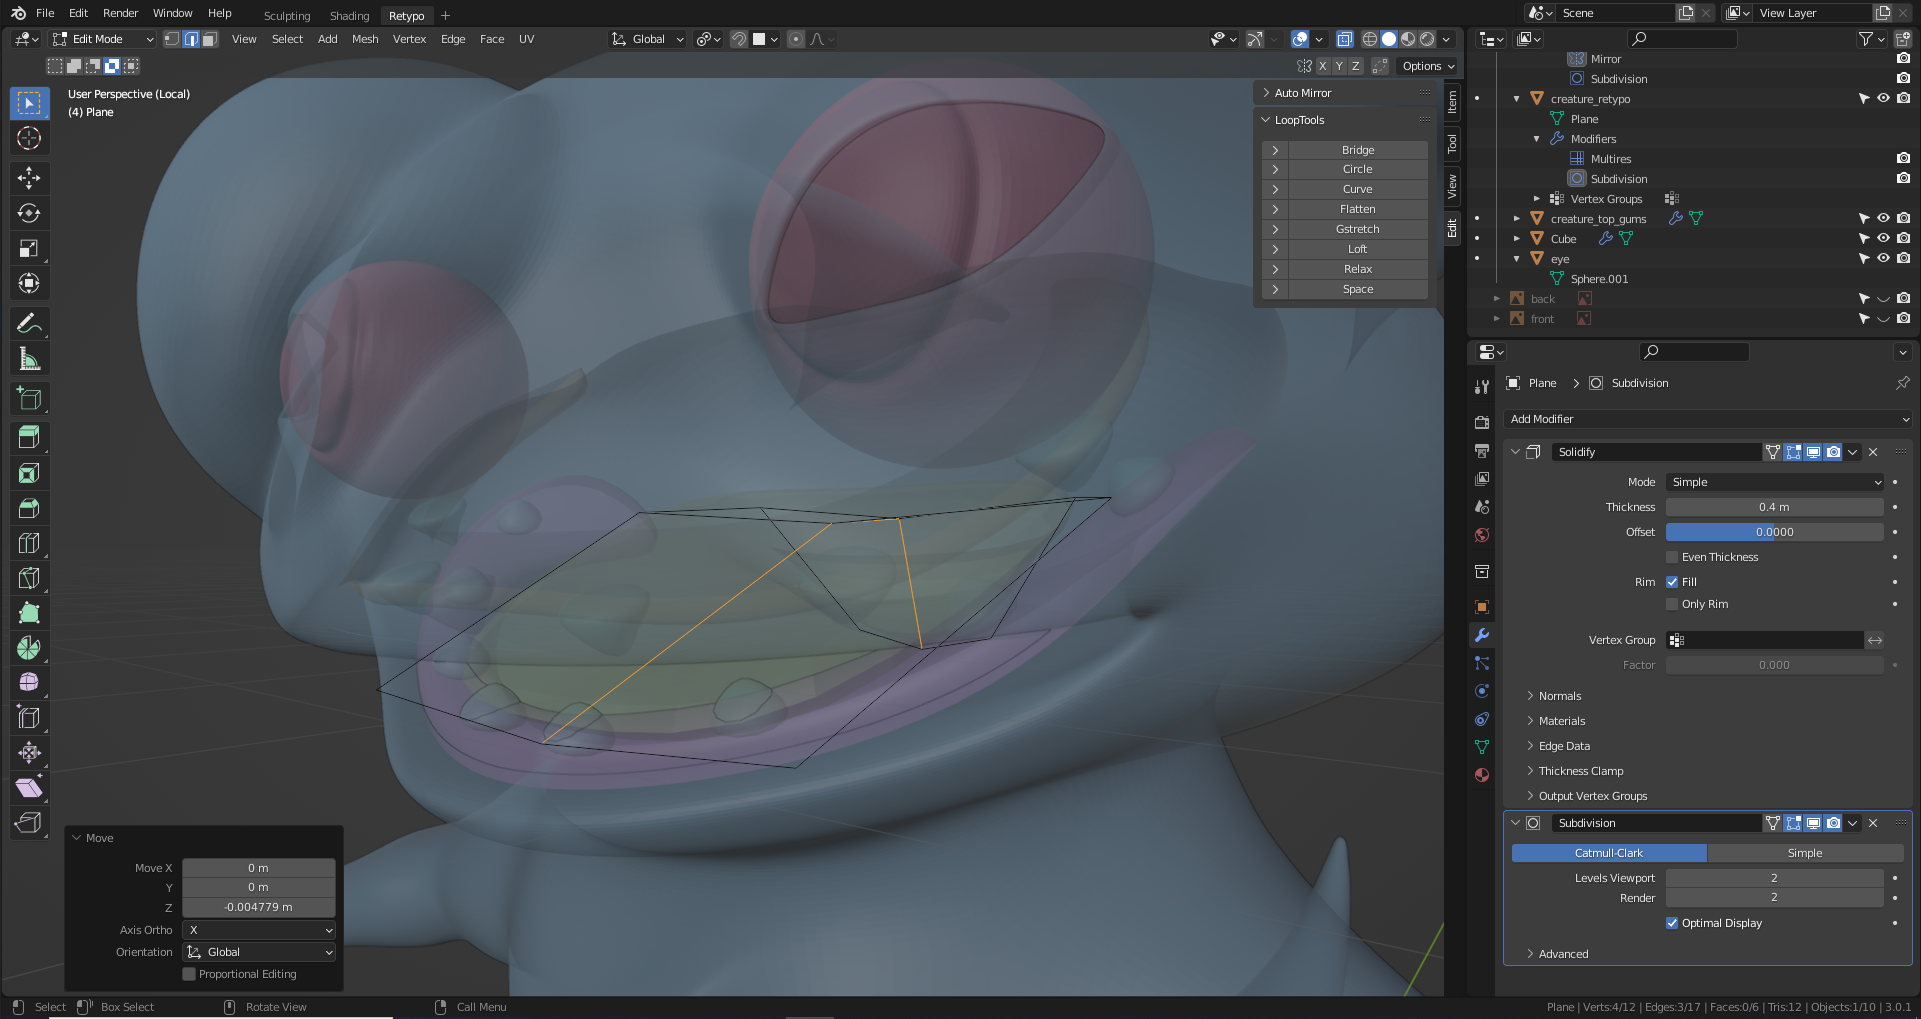 File Edit Render Window Help Sculpting Shading Retypo Scene View Layer
Edit Mode View Select Add Mesh Vertex Edge Face UV Global
X Y Z Options
User Perspective (Local)
(4) Plane
Auto Mirror
LoopTools
Bridge
Circle
Curve
Flatten
Gstretch
Loft
Relax
Space
Item
Tool
View
Edit
Mirror
Subdivision
creature_retypo
Plane
Modifiers
Multires
Subdivision
Vertex Groups
creature_top_gums
Cube
eye
Sphere.001
back
front
Plane Subdivision
Add Modifier
Solidify
Mode Simple
Thickness 0.4 m
Offset 0.0000
Even Thickness
Rim Fill
Only Rim
Vertex Group
Factor 0.000
Normals
Materials
Edge Data
Thickness Clamp
Output Vertex Groups
Subdivision
Catmull-Clark Simple
Levels Viewport 2
Render 2
Optimal Display
Advanced
Move
Move X 0 m
Y 0 m
Z -0.004779 m
Axis Ortho X
Orientation Global
Proportional Editing
Select Box Select Rotate View Call Menu Plane | Verts:4/12 | Edges:3/17 | Faces:0/6 | Tris:12 | Objects:1/10 | 3.0.1